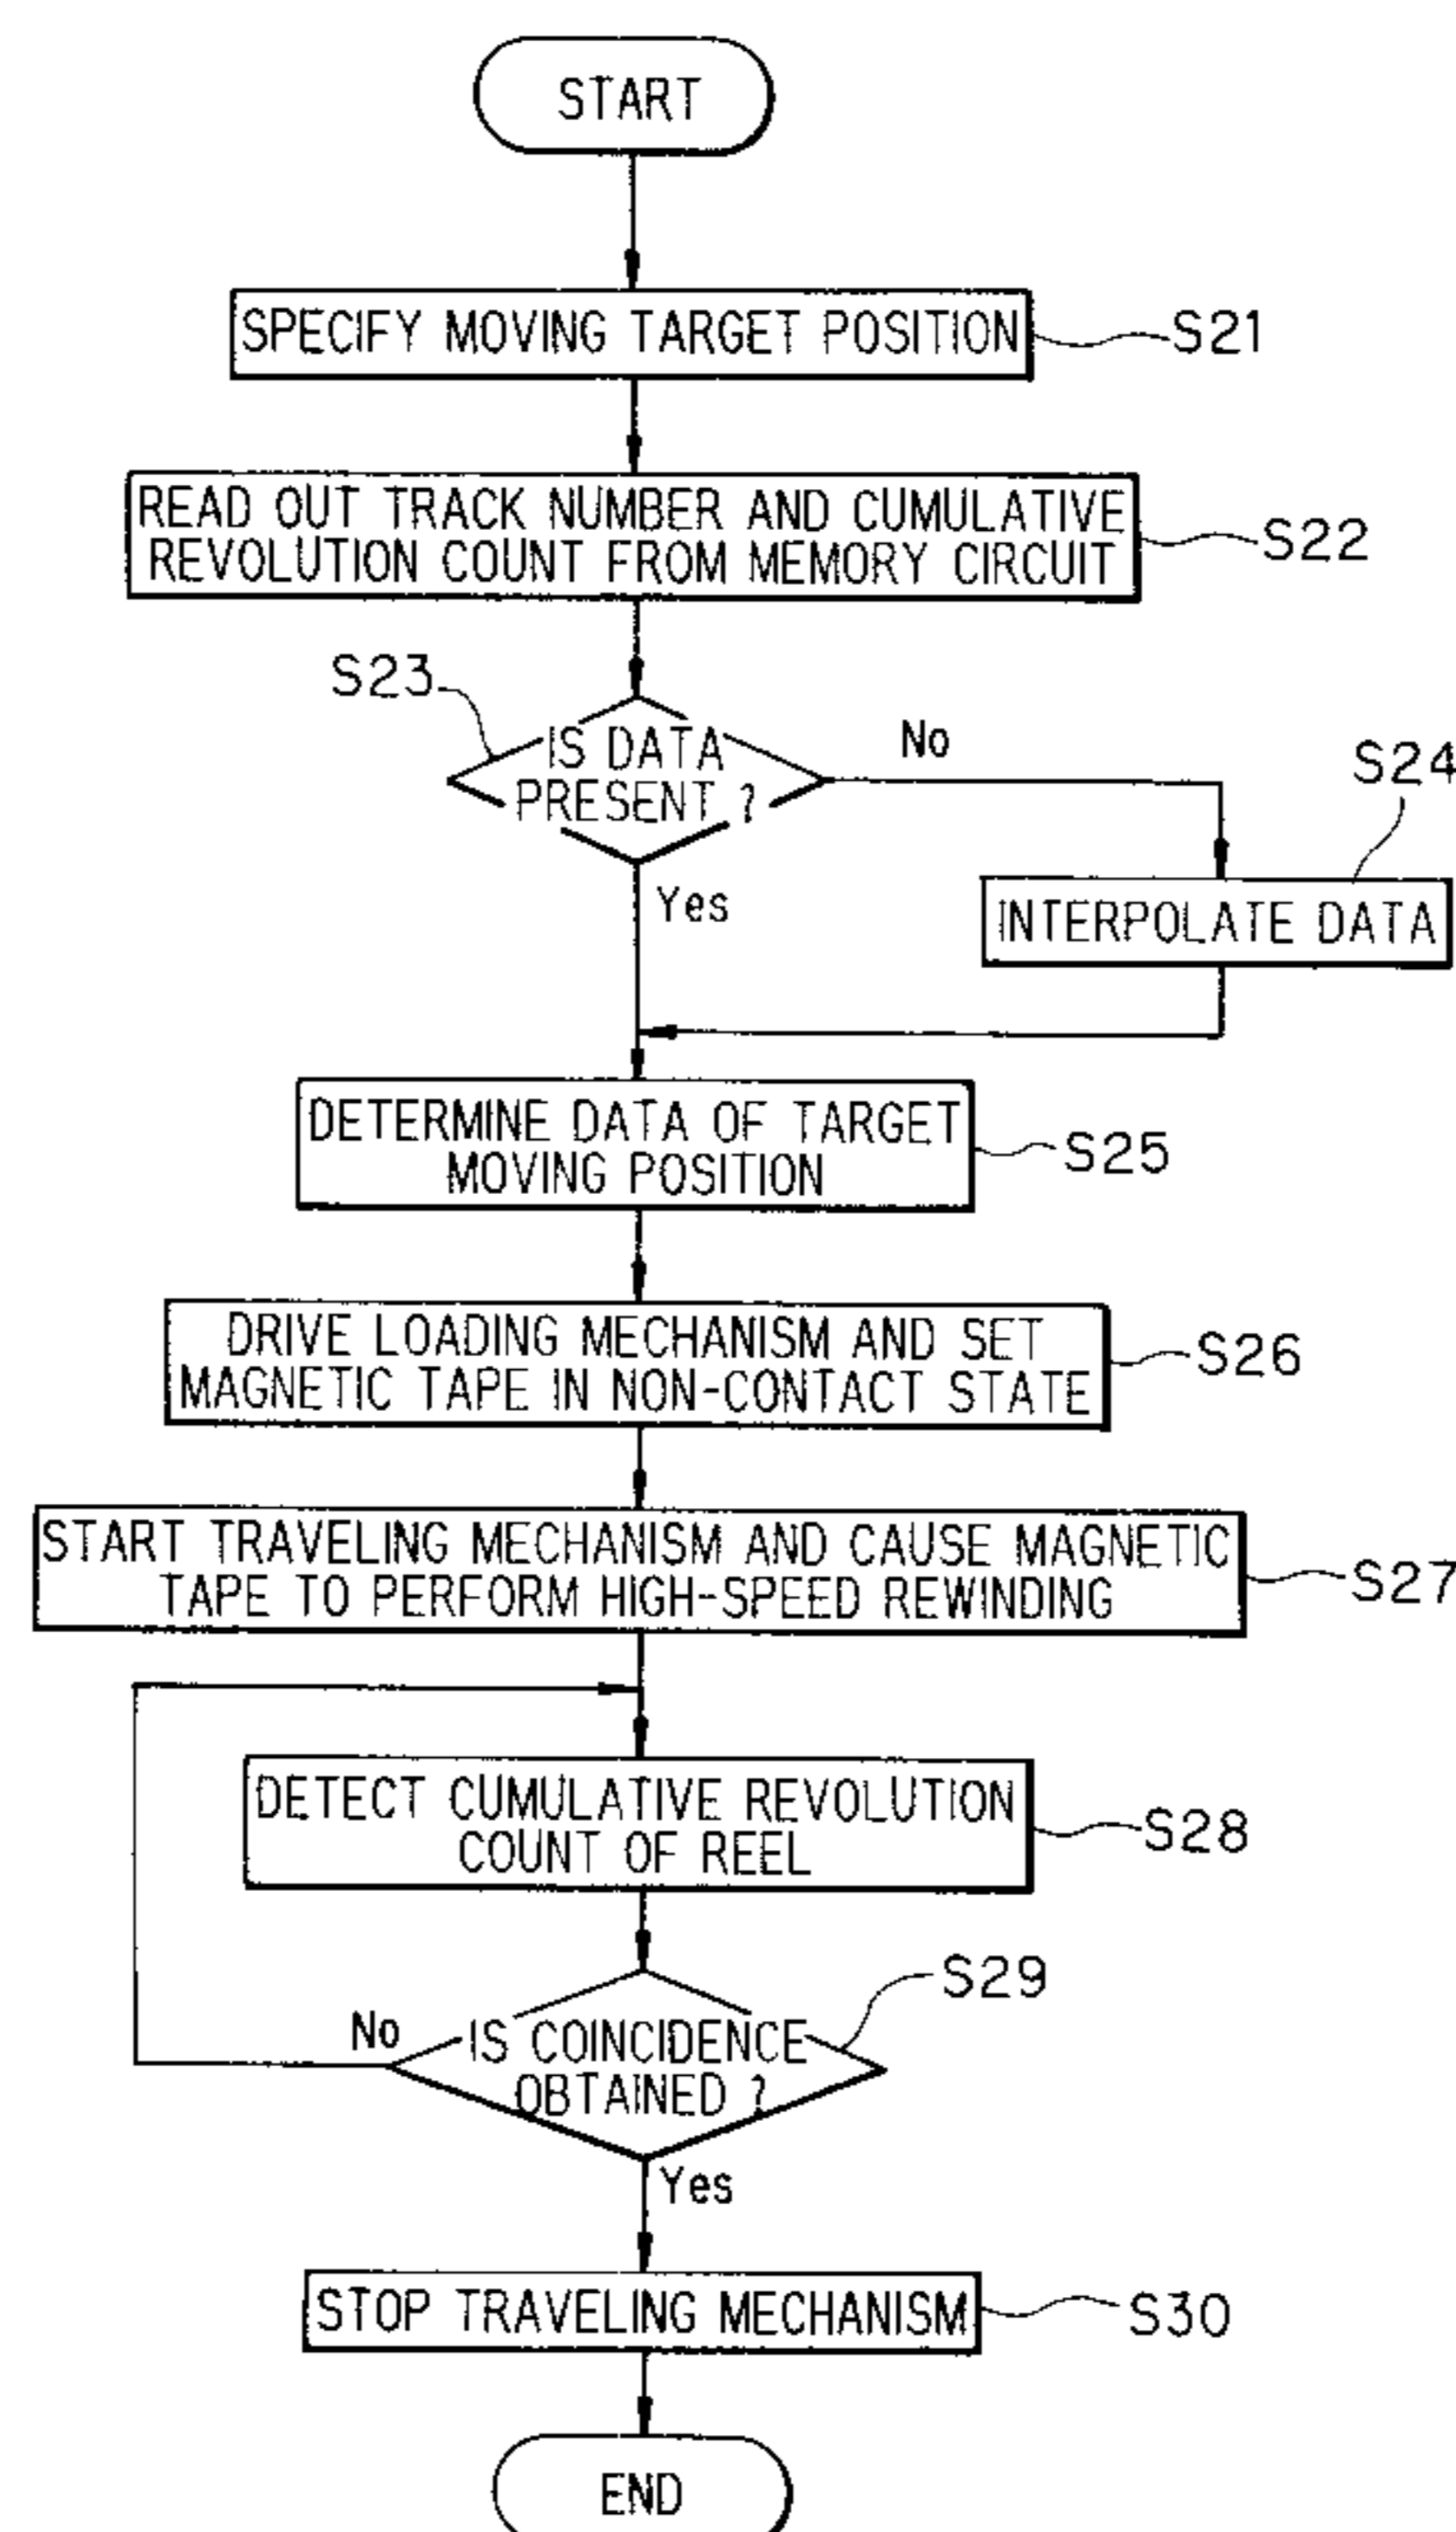 START
SPECIFY MOVING TARGET POSITION
S21
READ OUT TRACK NUMBER AND CUMULATIVE
REVOLUTION COUNT FROM MEMORY CIRCUIT
S22
S23
IS DATA
PRESENT ?
No
S24
Yes
INTERPOLATE DATA
DETERMINE DATA OF TARGET
MOVING POSITION
S25
DRIVE LOADING MECHANISM AND SET
MAGNETIC TAPE IN NON-CONTACT STATE
S26
START TRAVELING MECHANISM AND CAUSE MAGNETIC
TAPE TO PERFORM HIGH-SPEED REWINDING
S27
DETECT CUMULATIVE REVOLUTION
COUNT OF REEL
S28
S29
No
IS COINCIDENCE
OBTAINED ?
Yes
STOP TRAVELING MECHANISM
S30
END